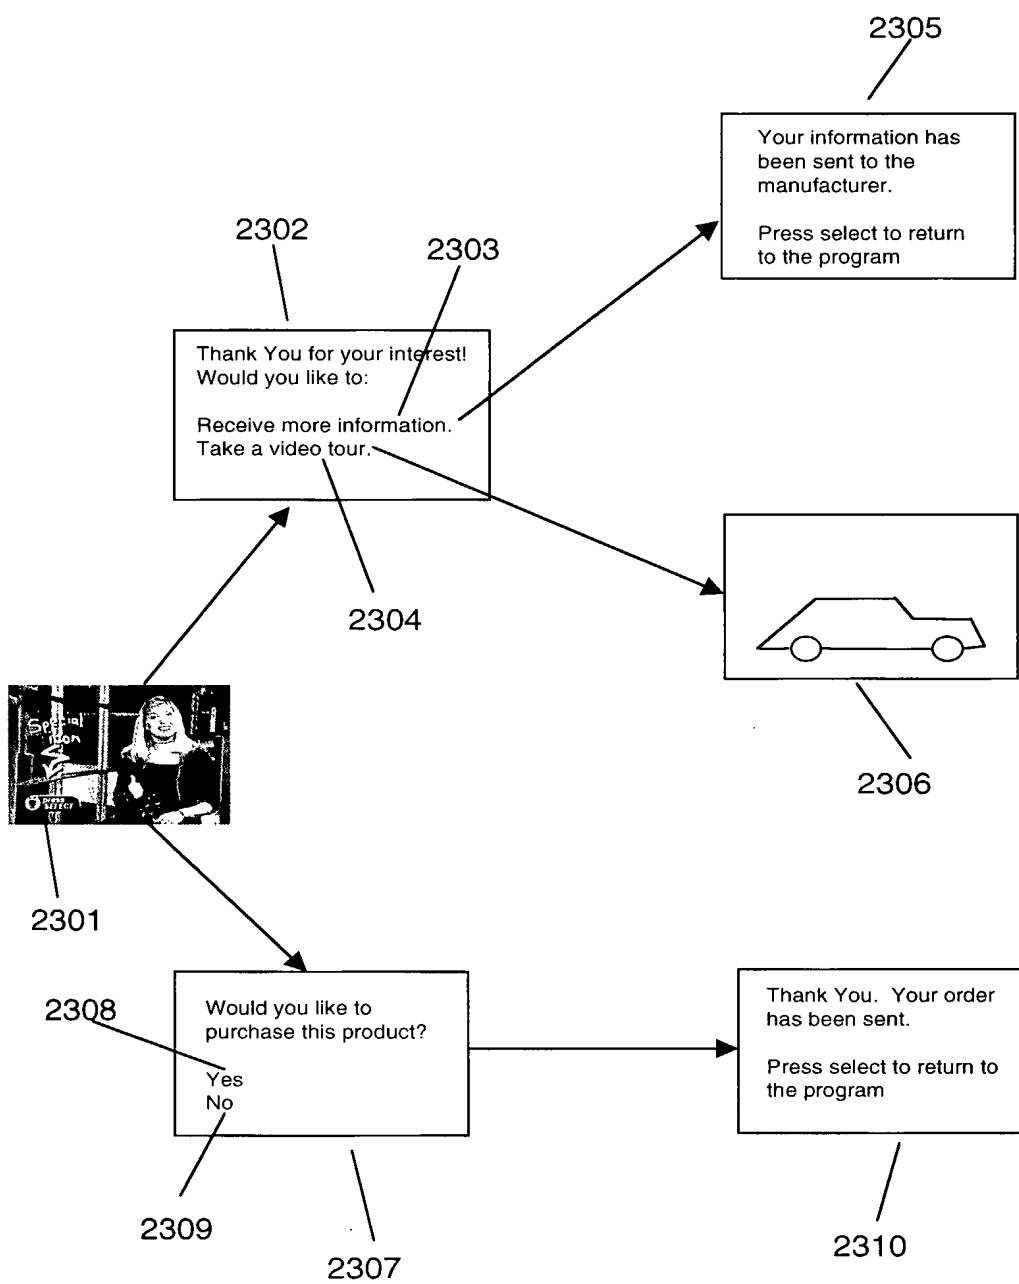 2305
Your information has
been sent to the
manufacturer.
Press select to return
to the program
2302
2303
Thank You for your interest!
Would you like to:
Receive more information.
Take a video tour.
2304
2306
Special
press
SELECT
2301
2308
Would you like to
purchase this product?
Yes
No
2309
2307
Thank You.  Your order
has been sent.
Press select to return to
the program
2310